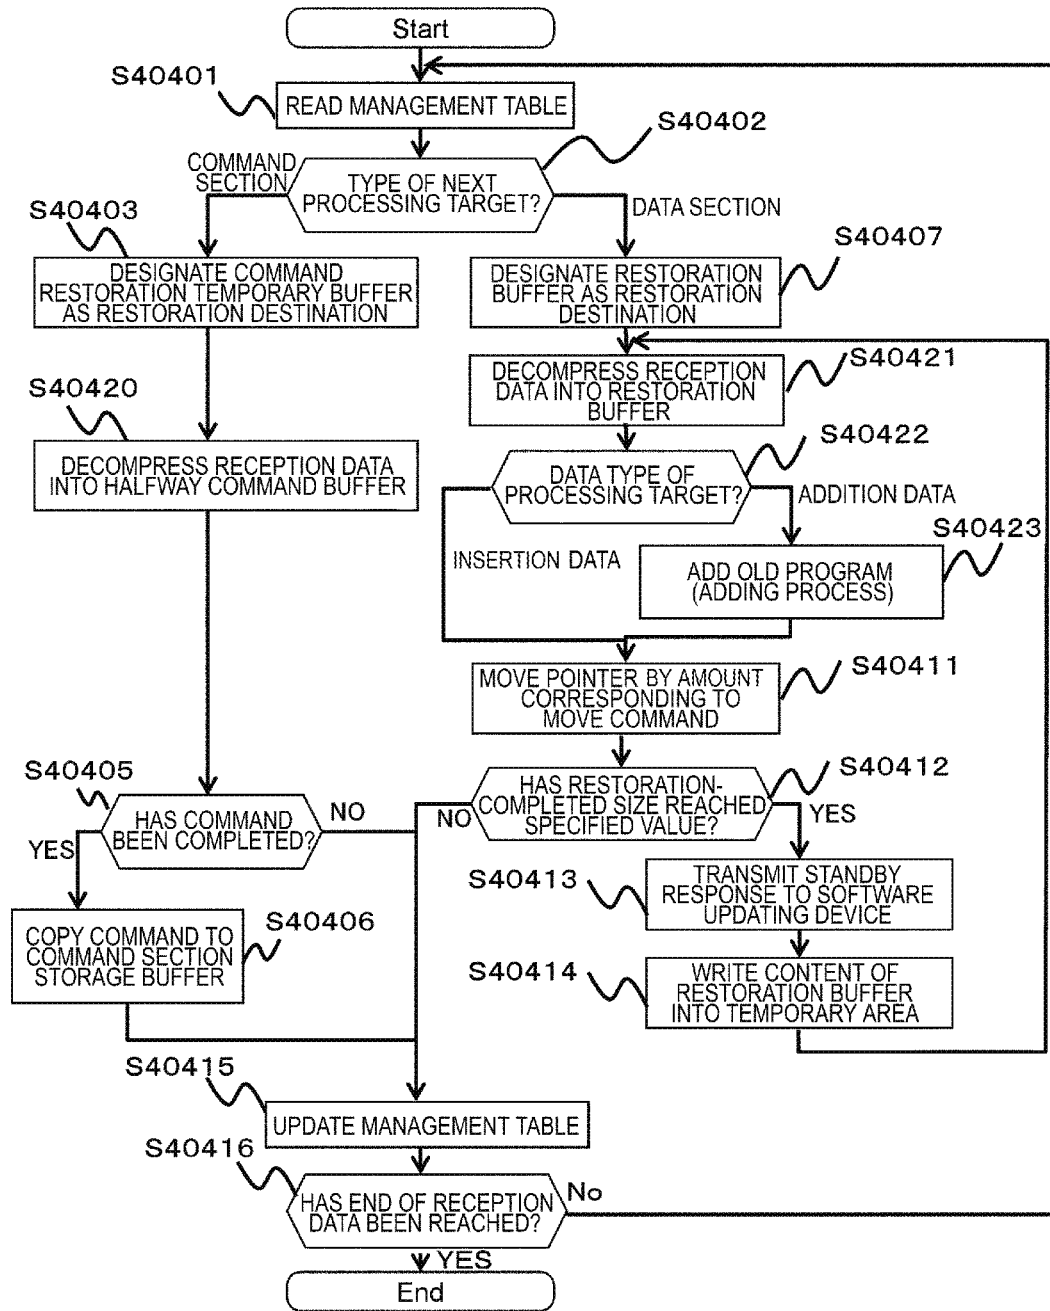 Start
S40401
READ MANAGEMENT TABLE
S40402
COMMAND
SECTION
TYPE OF NEXT
PROCESSING TARGET?
DATA SECTION
S40403
DESIGNATE COMMAND
RESTORATION TEMPORARY BUFFER
AS RESTORATION DESTINATION
S40407
DESIGNATE RESTORATION
BUFFER AS RESTORATION
DESTINATION
S40420
DECOMPRESS RECEPTION DATA
INTO HALFWAY COMMAND BUFFER
S40421
DECOMPRESS RECEPTION
DATA INTO RESTORATION
BUFFER
S40422
DATA TYPE OF
PROCESSING TARGET?
ADDITION DATA
INSERTION DATA
S40423
ADD OLD PROGRAM
(ADDING PROCESS)
S40411
MOVE POINTER BY AMOUNT
CORRESPONDING TO
MOVE COMMAND
S40405
HAS COMMAND
BEEN COMPLETED?
NO
YES
S40412
HAS RESTORATION-
COMPLETED SIZE REACHED
SPECIFIED VALUE?
NO
YES
S40406
COPY COMMAND TO
COMMAND SECTION
STORAGE BUFFER
S40413
TRANSMIT STANDBY
RESPONSE TO SOFTWARE
UPDATING DEVICE
S40414
WRITE CONTENT OF
RESTORATION BUFFER
INTO TEMPORARY AREA
S40415
UPDATE MANAGEMENT TABLE
S40416
HAS END OF RECEPTION
DATA BEEN REACHED?
No
YES
End